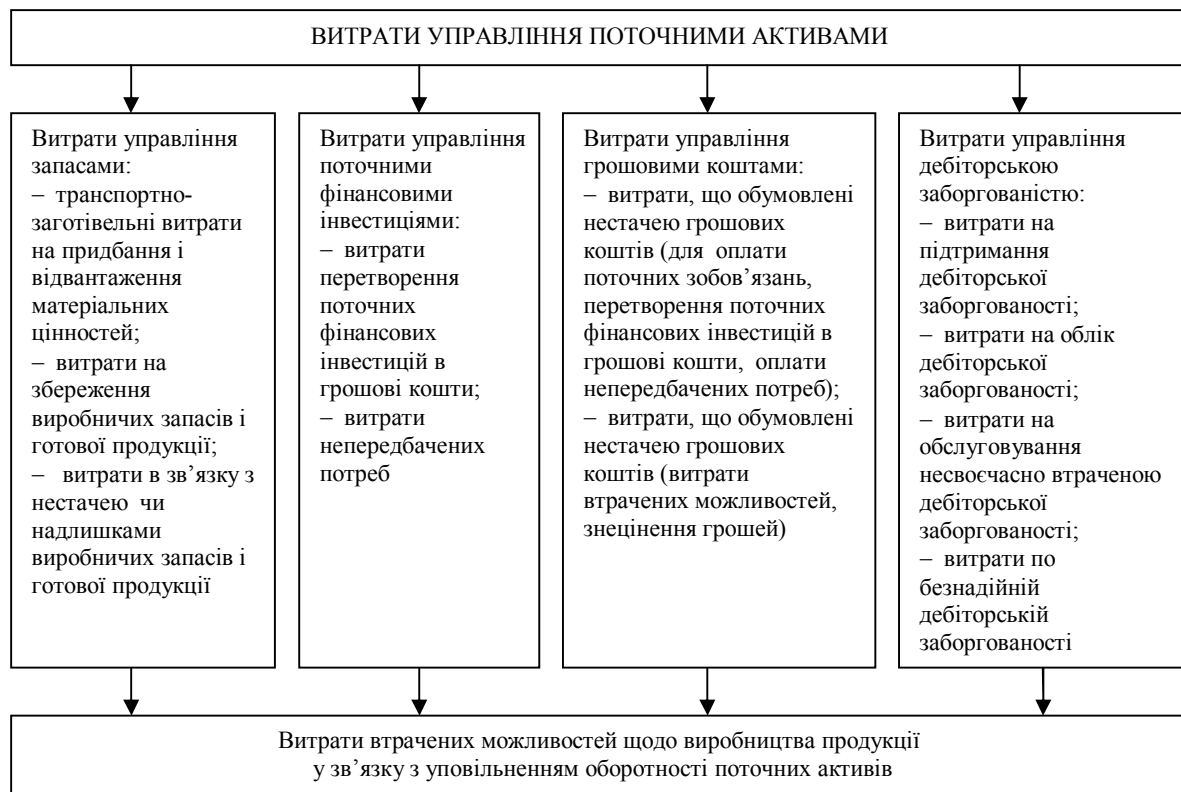 ВИТРАТИ УПРАВЛІННЯ ПОТОЧНИМИ АКТИВАМИ
Витрати управління
запасами:
– транспортно-
заготівельні витрати
на придбання і
відвантаження
матеріальних
цінностей;
– витрати на
збереження
виробничих запасів і
готової продукції;
– витрати в зв’язку з
нестачею чи
надлишками
виробничих запасів і
готової продукції
Витрати управління
поточними
фінансовими
інвестиціями:
– витрати
перетворення
поточних
фінансових
інвестицій в
грошові кошти;
– витрати
непередбачених
потреб
Витрати управління
грошовими коштами:
– витрати, що обумовлені
нестачею грошових
коштів (для оплати
поточних зобов’язань,
перетворення поточних
фінансових інвестицій в
грошові кошти, оплати
непередбачених потреб);
– витрати, що обумовлені
нестачею грошових
коштів (витрати
втрачених можливостей,
знецінення грошей)
Витрати управління
дебіторською
заборгованістю:
– витрати на
підтримання
дебіторської
заборгованості;
– витрати на облік
дебіторської
заборгованості;
– витрати на
обслуговування
несвоєчасно втраченою
дебіторської
заборгованості;
– витрати по
безнадійній
дебіторській
заборгованості
Витрати втрачених можливостей щодо виробництва продукції
у зв’язку з уповільненням оборотності поточних активів